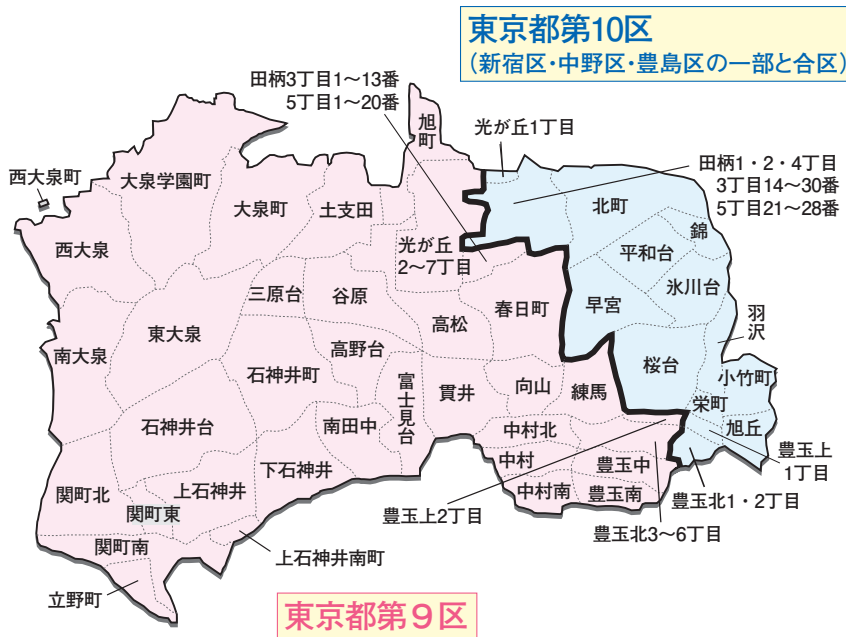 東京都第10区
(新宿区・中野区・豊島区の一部と合区)
田柄3丁目1〜13番
5丁目1〜20番
旭町
光が丘1丁目
田柄1・2・4丁目
3丁目14〜30番
5丁目21〜28番
西大泉町
大泉学園町
大泉町
土支田
北町
錦
西大泉
光が丘
2〜7丁目
平和台
氷川台
三原台
谷原
春日町
早宮
羽沢
南大泉
東大泉
高松
高野台
桜台
小竹町
石神井町
富士見台
貫井
向山
練馬
栄町
旭丘
石神井台
南田中
中村北
豊玉上
1丁目
関町北
上石神井
下石神井
中村
豊玉中
関町東
中村南
豊玉南
豊玉北1・2丁目
豊玉上2丁目
豊玉北3〜6丁目
関町南
上石神井南町
立野町
東京都第9区